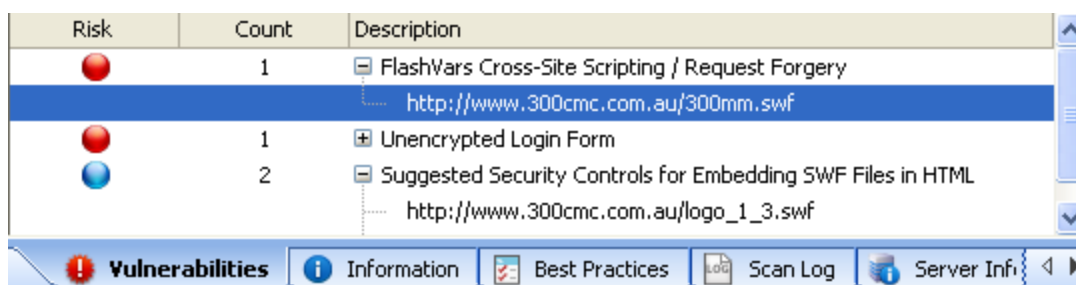 Risk Count Description
1 FlashVars Cross-Site Scripting / Request Forgery
http://www.300cmc.com.au/300mm.swf
1 Unencrypted Login Form
2 Suggested Security Controls for Embedding SWF Files in HTML
http://www.300cmc.com.au/logo_1_3.swf
Vulnerabilities Information Best Practices LOG Scan Log Server Inf